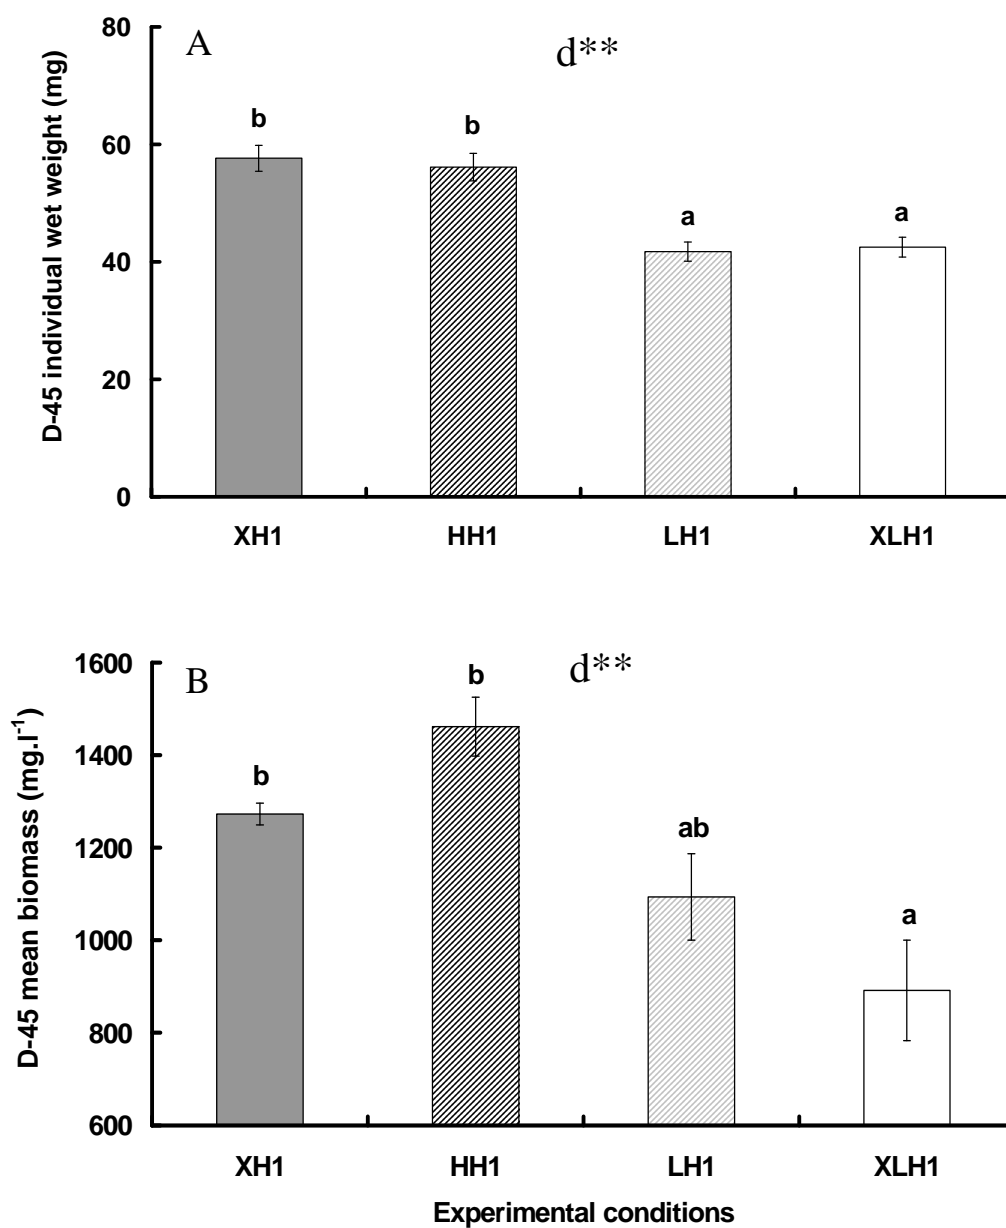 80
A
d**
D-45 individual wet weight (mg)
b
b
60
a
a
40
20
0
XH1 HH1 LH1 XLH1
1600
B
b
d**
D-45 mean biomass (mg.l-1)
1400
b
1200
ab
1000
a
800
600
XH1 HH1 LH1 XLH1
Experimental conditions